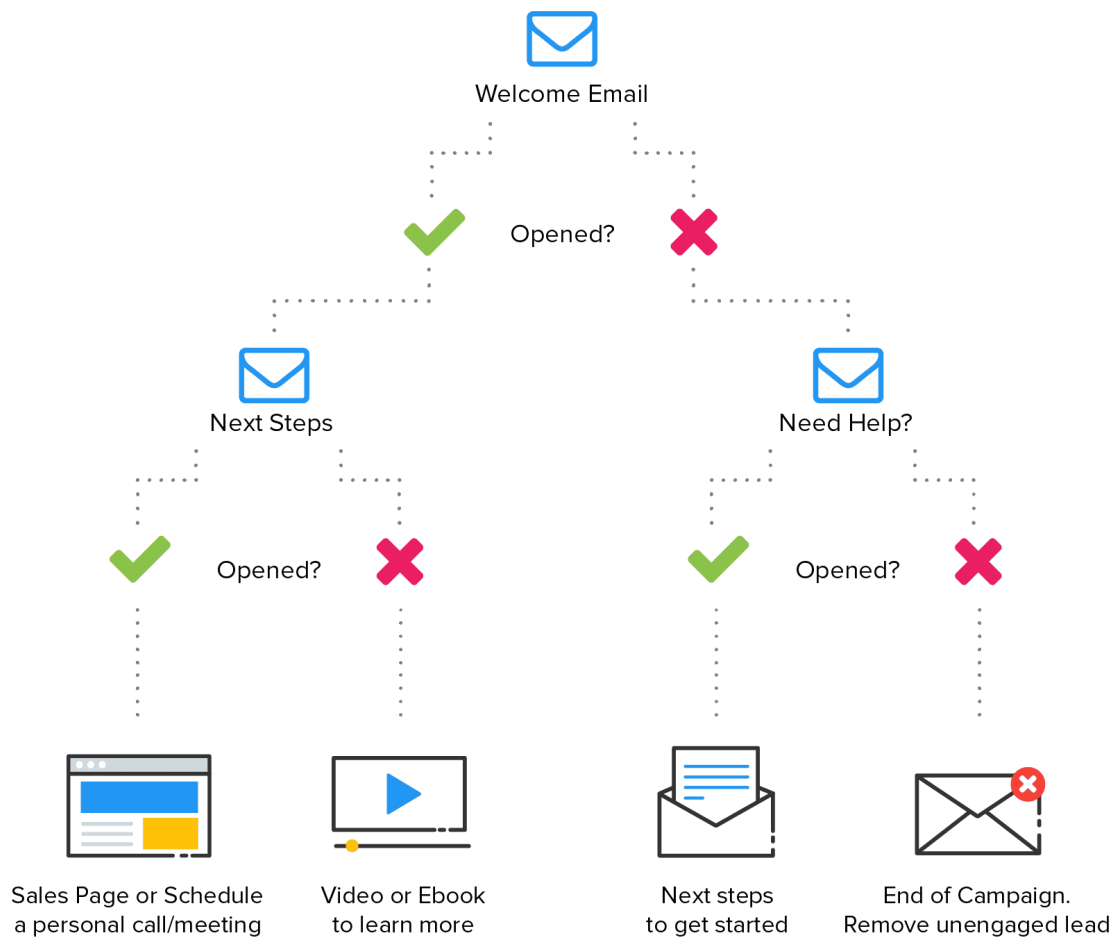 Welcome Email
Opened?
Next Steps
Need Help?
Opened?
Opened?
Sales Page or Schedule
a personal call/meeting
Video or Ebook
to learn more
Next steps
to get started
End of Campaign.
Remove unengaged lead